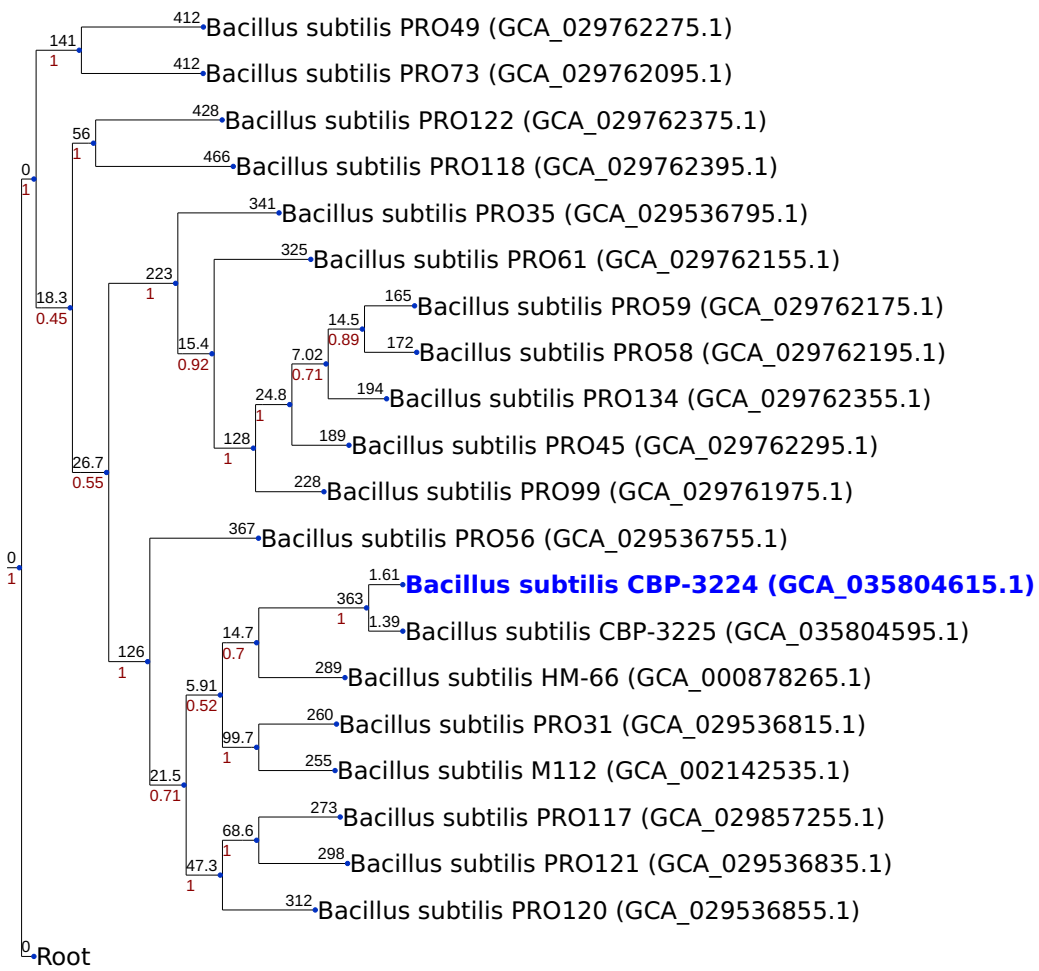 412 Bacillus subtilis PRO49 (GCA_029762275.1)
141
1
412 Bacillus subtilis PRO73 (GCA_029762095.1)
428 Bacillus subtilis PRO122 (GCA_029762375.1)
56
1
466 Bacillus subtilis PRO118 (GCA_029762395.1)
0
1
341 Bacillus subtilis PRO35 (GCA_029536795.1)
325 Bacillus subtilis PRO61 (GCA_029762155.1)
223
1
165 Bacillus subtilis PRO59 (GCA_029762175.1)
18.3
0.45
14.5
0.89
15.4
0.92
172 Bacillus subtilis PRO58 (GCA_029762195.1)
7.02
0.71
194 Bacillus subtilis PRO134 (GCA_029762355.1)
24.8
1
189 Bacillus subtilis PRO45 (GCA_029762295.1)
128
1
26.7
0.55
228 Bacillus subtilis PRO99 (GCA_029761975.1)
367 Bacillus subtilis PRO56 (GCA_029536755.1)
0
1
1.61 Bacillus subtilis CBP-3224 (GCA_035804615.1)
363
1
1.39 Bacillus subtilis CBP-3225 (GCA_035804595.1)
14.7
0.7
126
1
289 Bacillus subtilis HM-66 (GCA_000878265.1)
5.91
0.52
260 Bacillus subtilis PRO31 (GCA_029536815.1)
99.7
1
255 Bacillus subtilis M112 (GCA_002142535.1)
21.5
0.71
273 Bacillus subtilis PRO117 (GCA_029857255.1)
68.6
1
298 Bacillus subtilis PRO121 (GCA_029536835.1)
47.3
1
312 Bacillus subtilis PRO120 (GCA_029536855.1)
0 Root